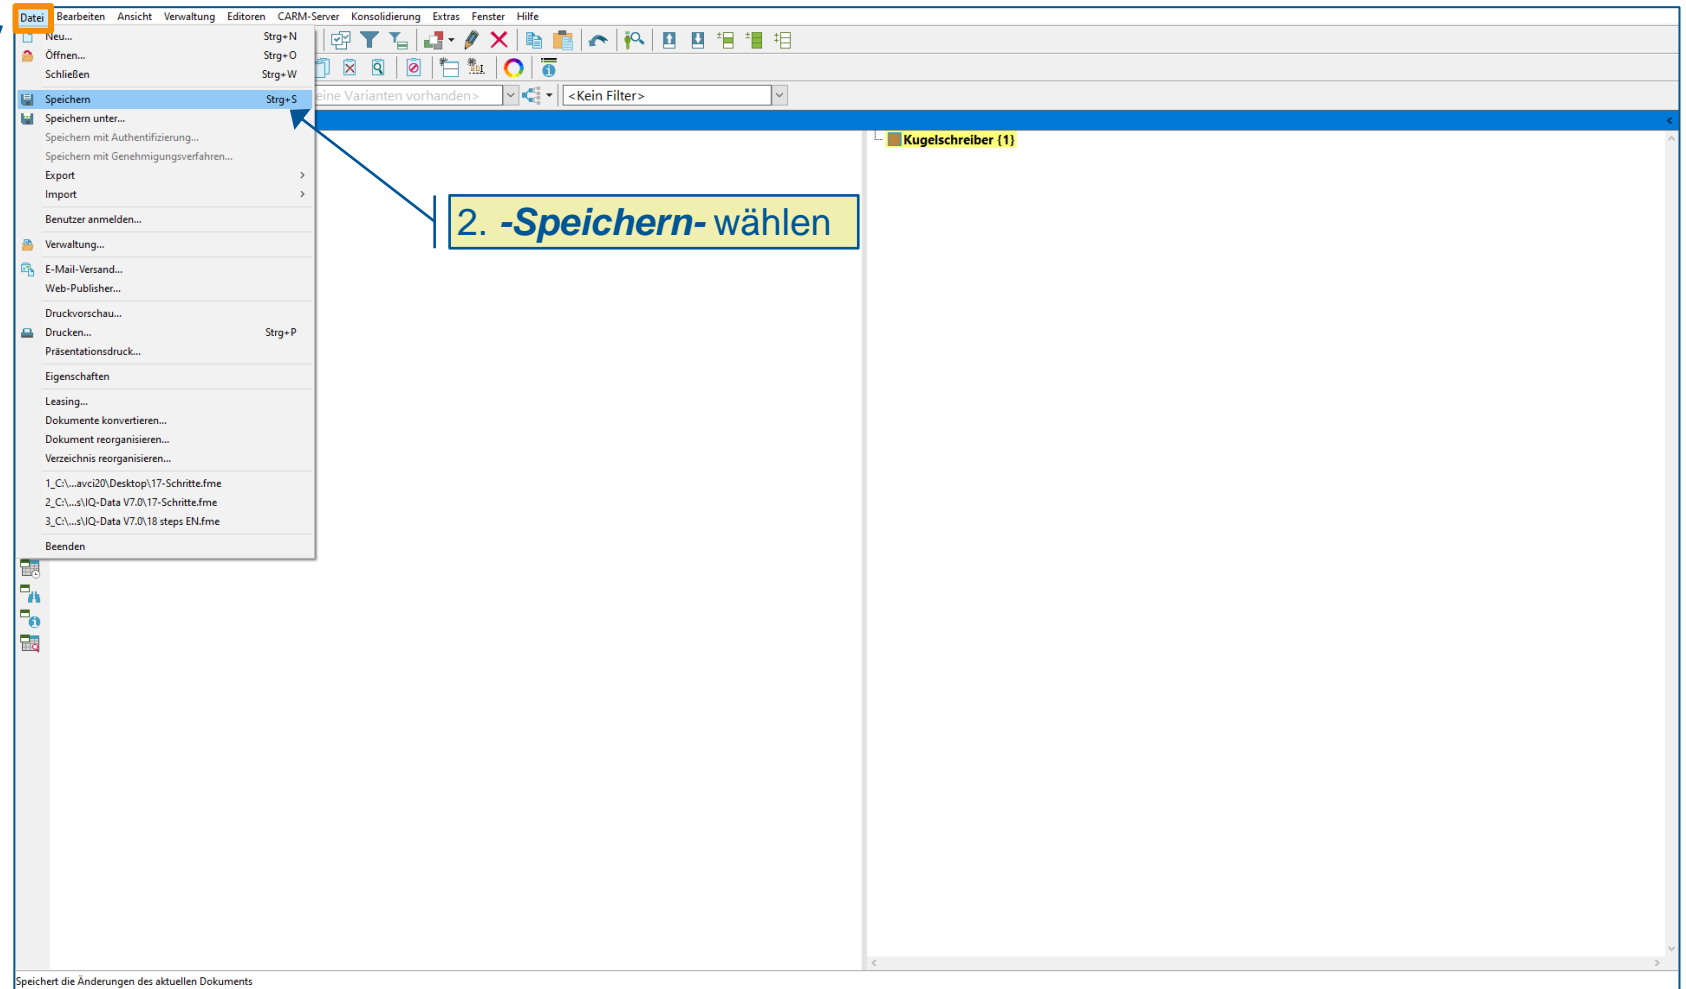 Datei Bearbeiten Ansicht Verwaltung Editoren CARM-Server Konsolidierung Extras Fenster Hilfe
Neu... Strg+N
Öffnen... Strg+O
Schließen Strg+W
Speichern Strg+S
eine Varianten vorhanden> <Kein Filter>
Speichern unter...
Speichern mit Authentifizierung...
Speichern mit Genehmigungsverfahren...
Export
Import
Benutzer anmelden...
Verwaltung...
E-Mail-Versand...
Web-Publisher...
Druckvorschau...
Drucken... Strg+P
Präsentationsdruck...
Eigenschaften
Leasing...
Dokumente konvertieren...
Dokument reorganisieren...
Verzeichnis reorganisieren...
1_C:\...avci20\Desktop\17-Schritte.fme
2_C:\...s\IQ-Data V7.0\17-Schritte.fme
3_C:\...s\IQ-Data V7.0\18 steps EN.fme
Beenden
Kugelschreiber {1}
2. -Speichern- wählen
Speichert die Änderungen des aktuellen Dokuments